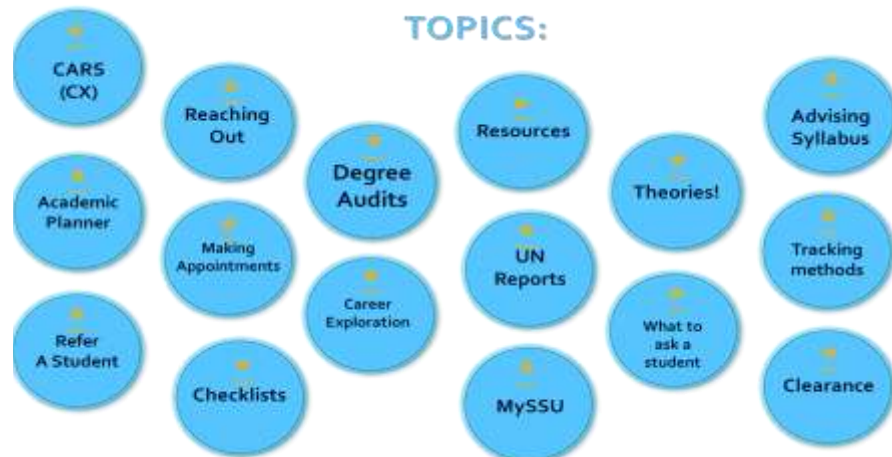 TOPICS:
CARS
(CX)
Academic
Planner
Refer
A Student
Reaching
Out
Making
Appointments
Checklists
Degree
Audits
Career
Exploration
Resources
UN
Reports
MySSU
Theories!
What to
ask a
student
Advising
Syllabus
Tracking
methods
Clearance